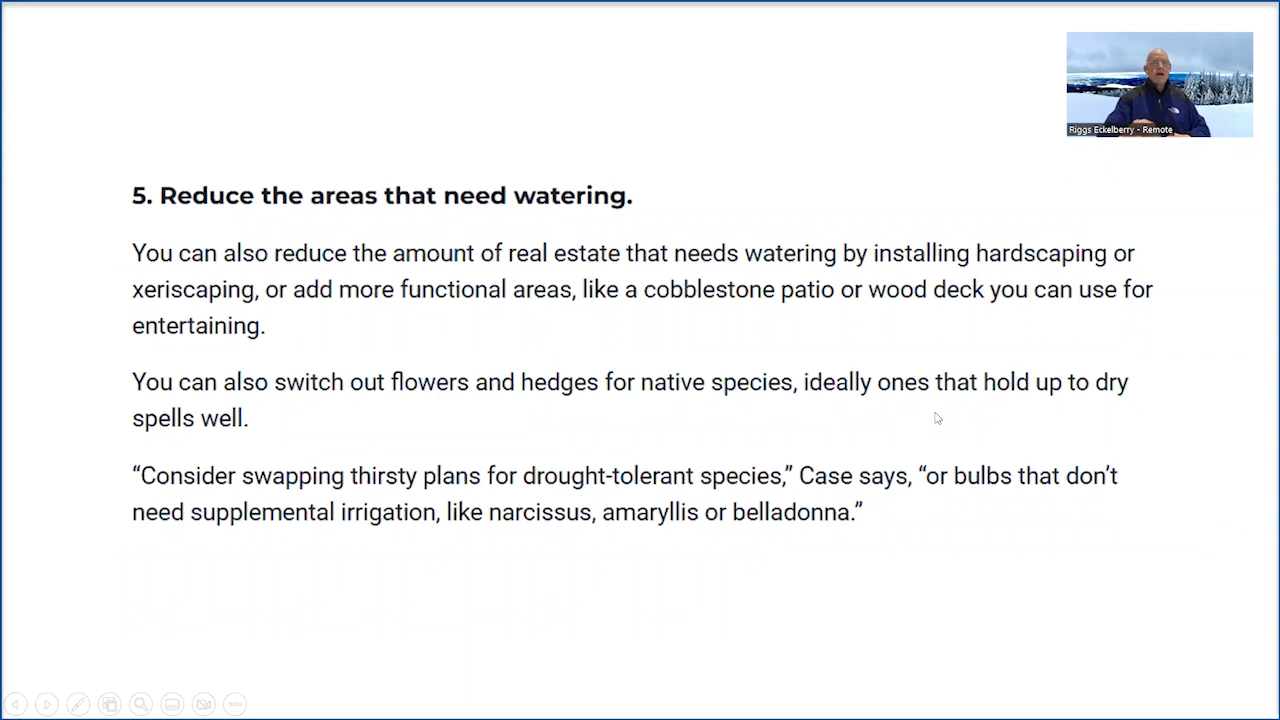 Riggs Eckelberry - Remote
5. Reduce the areas that need watering.
You can also reduce the amount of real estate that needs watering by installing hardscaping or
xeriscaping, or add more functional areas, like a cobblestone patio or wood deck you can use for
entertaining.
You can also switch out flowers and hedges for native species, ideally ones that hold up to dry
spells well.
“Consider swapping thirsty plans for drought-tolerant species,” Case says, “or bulbs that don’t
need supplemental irrigation, like narcissus, amaryllis or belladonna.”